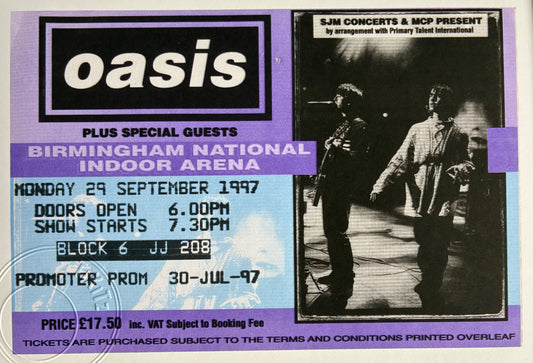 SJM CONCERTS & MCP PRESENT
by arrangement with Primary Talent International
oasis
PLUS SPECIAL GUESTS
BIRMINGHAM NATIONAL
INDOOR ARENA
MONDAY 29 SEPTEMBER 1997
DOORS OPEN 6.00PM
SHOW STARTS 7.30PM
BLOCK 6 JJ 208
PROMOTER PROM 30-JUL-97
PRICE £17.50 inc. VAT Subject to Booking Fee
TICKETS ARE PURCHASED SUBJECT TO THE TERMS AND CONDITIONS PRINTED OVERLEAF